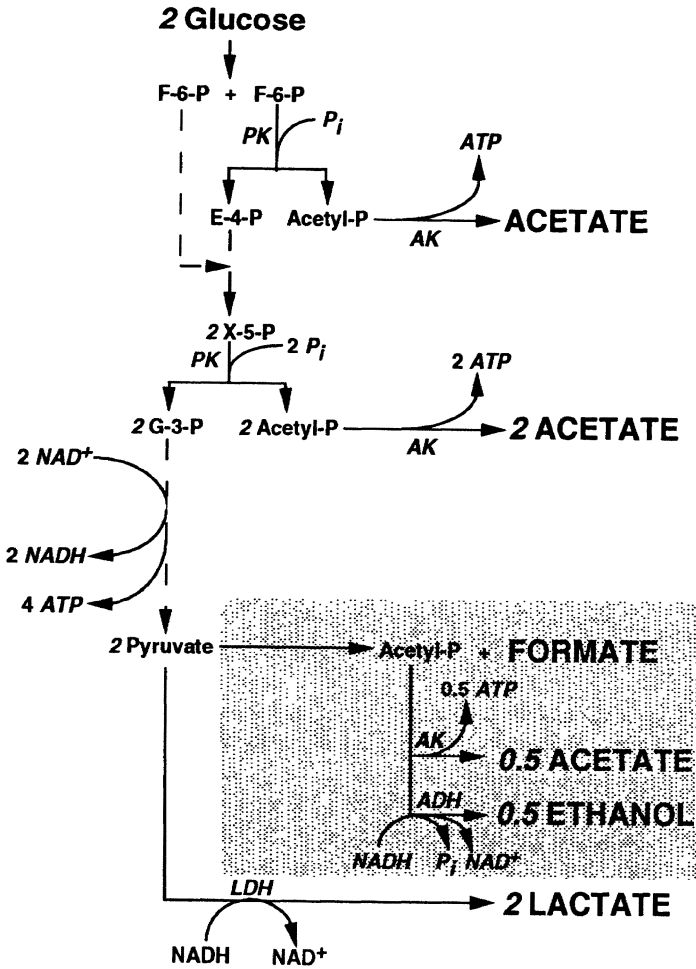 2 Glucose
F-6-P + F-6-P
PK Pi
ATP
E-4-P Acetyl-P ACETATE
AK
2 X-5-P
PK 2 Pi
2 ATP
2 G-3-P 2 Acetyl-P 2 ACETATE
AK
2 NAD+
2 NADH
4 ATP
2 Pyruvate Acetyl-P + FORMATE
0.5 ATP
AK
0.5 ACETATE
ADH
0.5 ETHANOL
NADH Pi NAD+
LDH
2 LACTATE
NADH NAD+